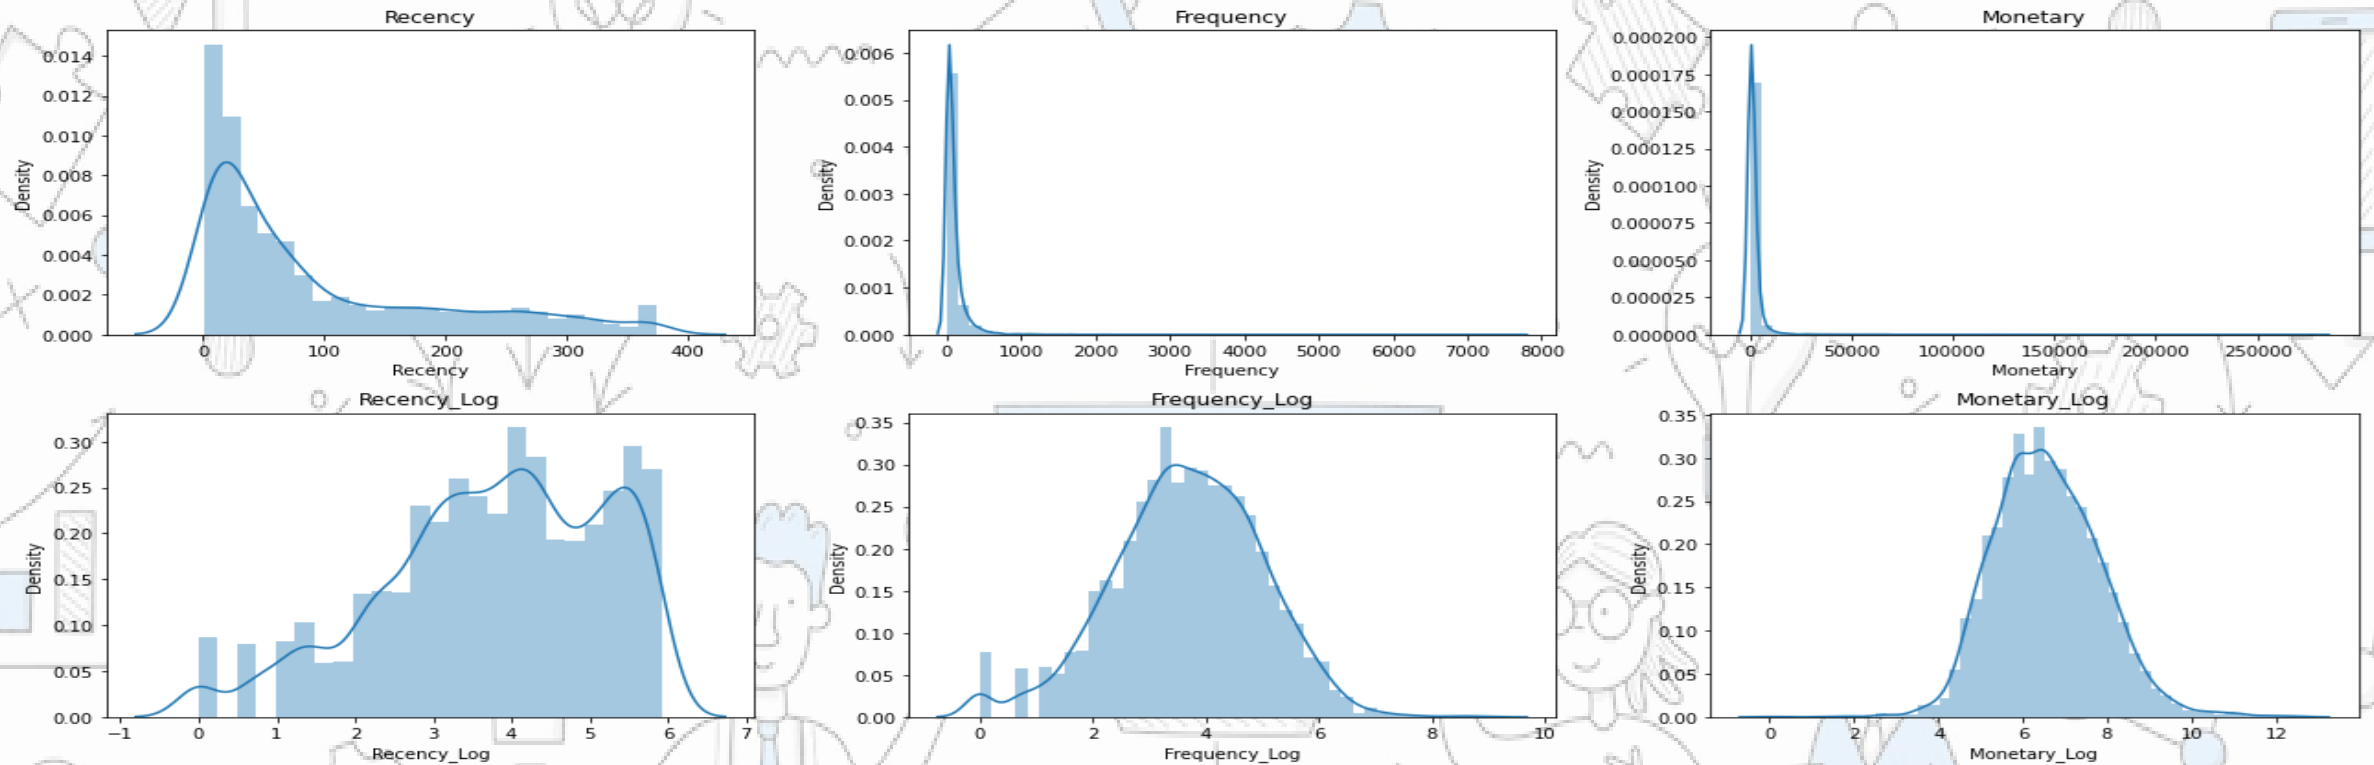 Recency
0.014
0.012
0.010
0.008
0.006
0.004
0.002
0.000
Density
0 100 200 300 400
Recency
Frequency
0.006
0.005
0.004
0.003
0.002
0.001
0.000
Density
0 1000 2000 3000 4000 5000 6000 7000 8000
Frequency
Monetary
0.000200
0.000175
0.000150
0.000125
0.000100
0.000075
0.000050
0.000025
0.000000
Density
0 50000 100000 150000 200000 250000
Monetary
Recency_Log
0.30
0.25
0.20
0.15
0.10
0.05
0.00
Density
−1 0 1 2 3 4 5 6 7
Recency_Log
Frequency_Log
0.35
0.30
0.25
0.20
0.15
0.10
0.05
0.00
Density
0 2 4 6 8 10
Frequency_Log
Monetary_Log
0.35
0.30
0.25
0.20
0.15
0.10
0.05
0.00
Density
0 2 4 6 8 10 12
Monetary_Log